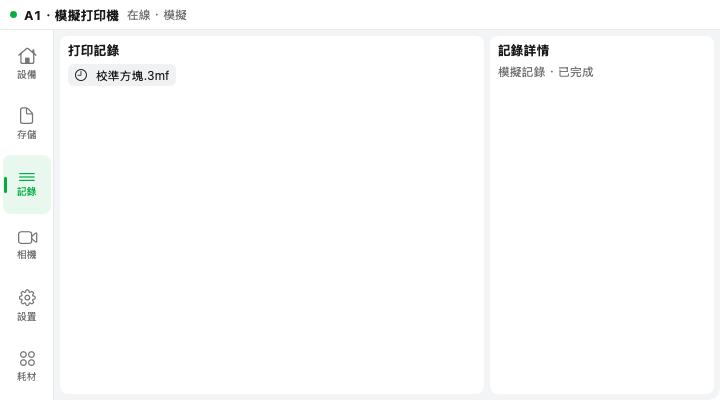 A1 · 模擬打印機 在線 · 模擬
設備
存儲
記錄
相機
設置
耗材
打印記錄
校準方塊.3mf
記錄詳情
模擬記錄 · 已完成